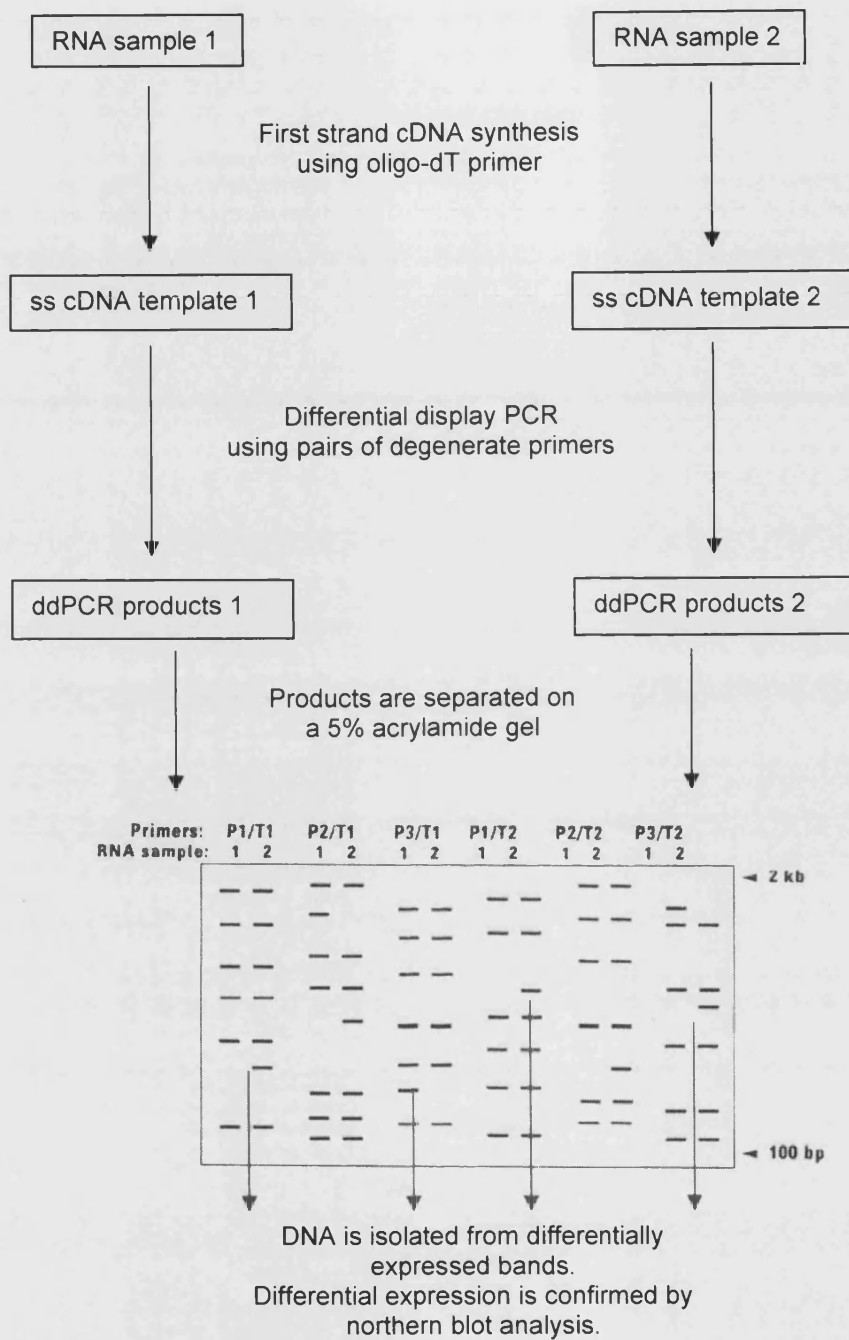 RNA sample 1
RNA sample 2
First strand cDNA synthesis
using oligo-dT primer
ss cDNA template 1
ss cDNA template 2
Differential display PCR
using pairs of degenerate primers
ddPCR products 1
ddPCR products 2
Products are separated on
a 5% acrylamide gel
Primers: P1/T1 P2/T1 P3/T1 P1/T2 P2/T2 P3/T2
RNA sample: 1 2 1 2 1 2 1 2 1 2 1 2
2 kb
100 bp
DNA is isolated from differentially
expressed bands.
Differential expression is confirmed by
northern blot analysis.